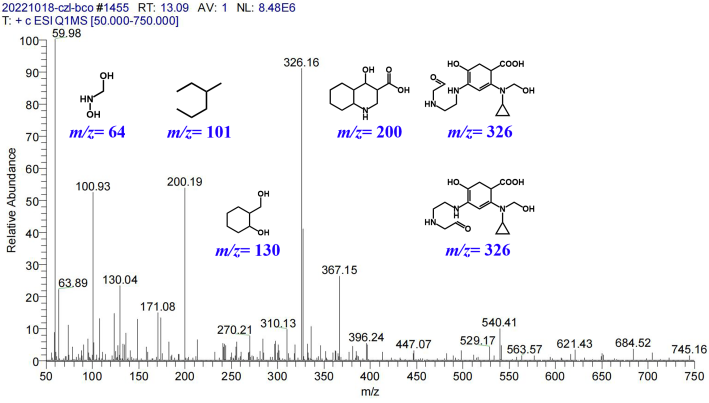 20221018-czl-bco #1455 RT: 13.09 AV: 1 NL: 8.48E6
T: + c ESI Q1MS [50.000-750.000]
59.98
326.16
100.93
200.19
63.89
130.04
171.08
270.21
310.13
367.15
396.24
447.07
529.17
540.41
563.57
621.43
684.52
745.16
OH
HN
OH
m/z= 64
m/z= 101
OH
O
OH
N
H
m/z= 200
O
HO
COOH
HN
HN
N
OH
m/z= 326
OH
OH
m/z= 130
HO
COOH
N
H
HN
O
N
OH
m/z= 326
Relative Abundance
100
90
80
70
60
50
40
30
20
10
0
50 100 150 200 250 300 350 400 450 500 550 600 650 700 750
m/z